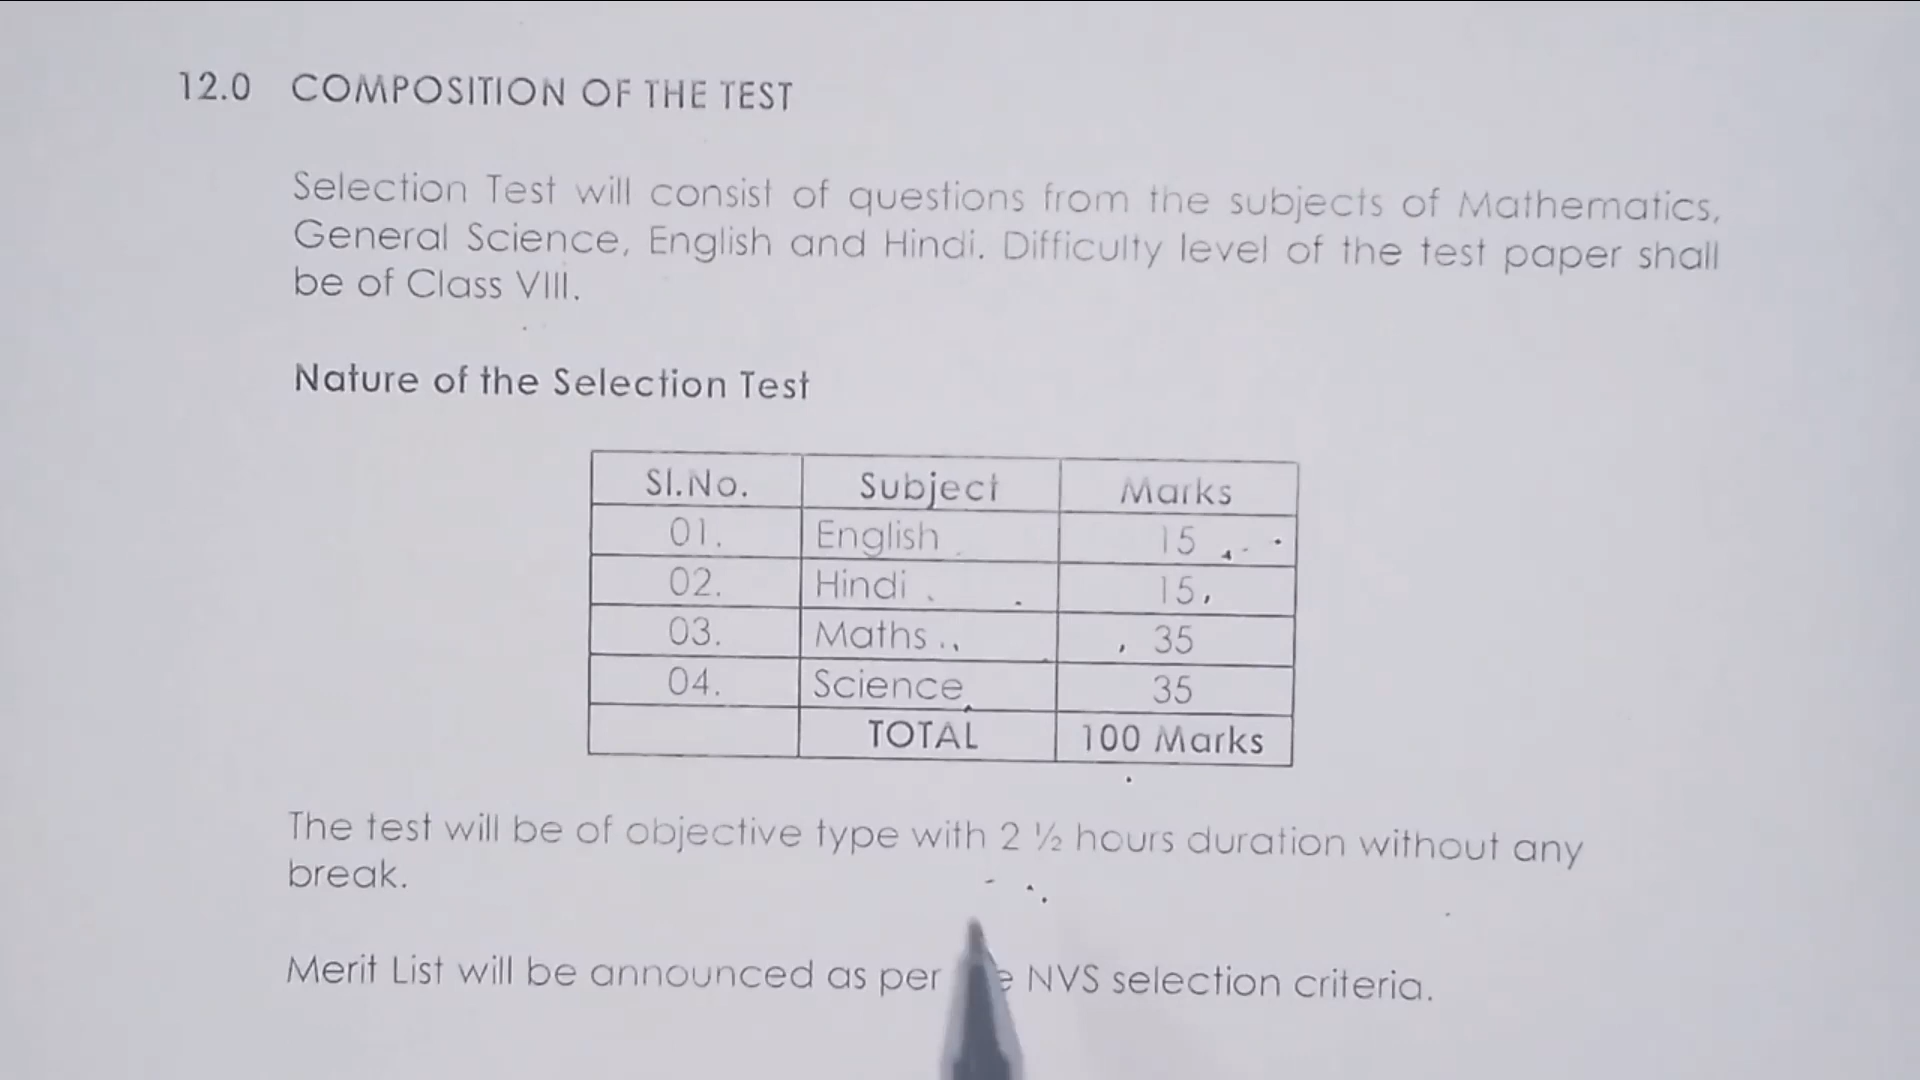 12.0 COMPOSITION OF THE TEST
Selection Test will consist of questions from the subjects of Mathematics,
General Science, English and Hindi. Difficulty level of the test paper shall
be of Class VIII.
Nature of the Selection Test
Sl.No. Subject Marks
01. English 15
02. Hindi 15
03. Maths 35
04. Science 35
TOTAL 100 Marks
The test will be of objective type with 2 ½ hours duration without any
break.
Merit List will be announced as per NVS selection criteria.